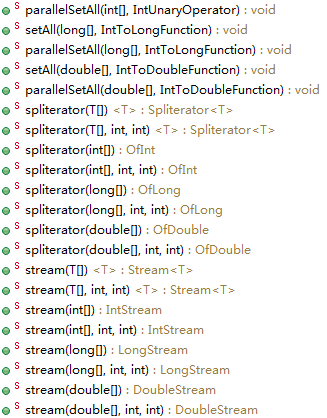 S parallelSetAll(int[], IntUnaryOperator) : void
S setAll(long[], IntToLongFunction) : void
S parallelSetAll(long[], IntToLongFunction) : void
S setAll(double[], IntToDoubleFunction) : void
S parallelSetAll(double[], IntToDoubleFunction) : void
S spliterator(T[]) <T> : Spliterator<T>
S spliterator(T[], int, int) <T> : Spliterator<T>
S spliterator(int[]) : OfInt
S spliterator(int[], int, int) : OfInt
S spliterator(long[]) : OfLong
S spliterator(long[], int, int) : OfLong
S spliterator(double[]) : OfDouble
S spliterator(double[], int, int) : OfDouble
S stream(T[]) <T> : Stream<T>
S stream(T[], int, int) <T> : Stream<T>
S stream(int[]) : IntStream
S stream(int[], int, int) : IntStream
S stream(long[]) : LongStream
S stream(long[], int, int) : LongStream
S stream(double[]) : DoubleStream
S stream(double[], int, int) : DoubleStream